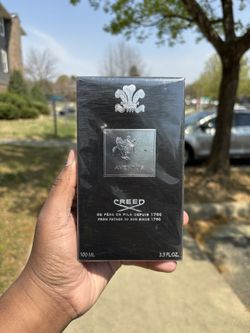 AVENTUS
CREED
DE PÈRE EN FILS DEPUIS 1760
FROM FATHER TO SON SINCE 1760
100 ML 3.3 FL.OZ.